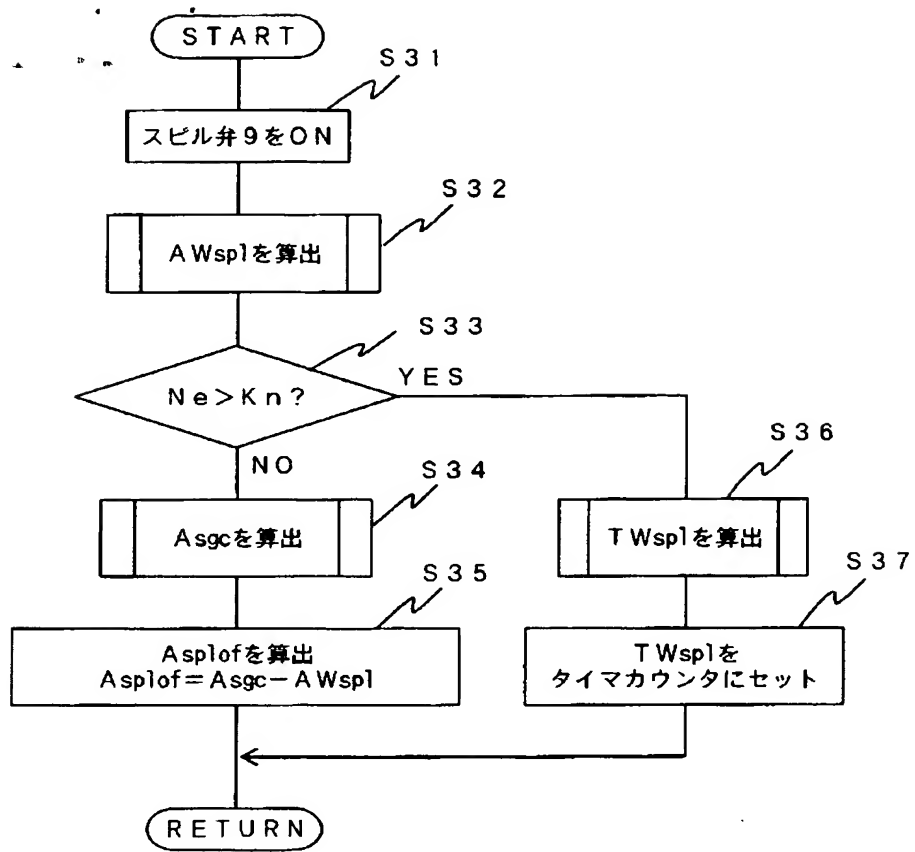 START
S31
スピル弁9をON
S32
AWsplを算出
S33
Ne>Kn?
YES
NO
S34
Asgcを算出
S36
TWsplを算出
S35
Asplofを算出
Asplof=Asgc-AWspl
S37
TWsplを
タイマカウンタにセット
RETURN